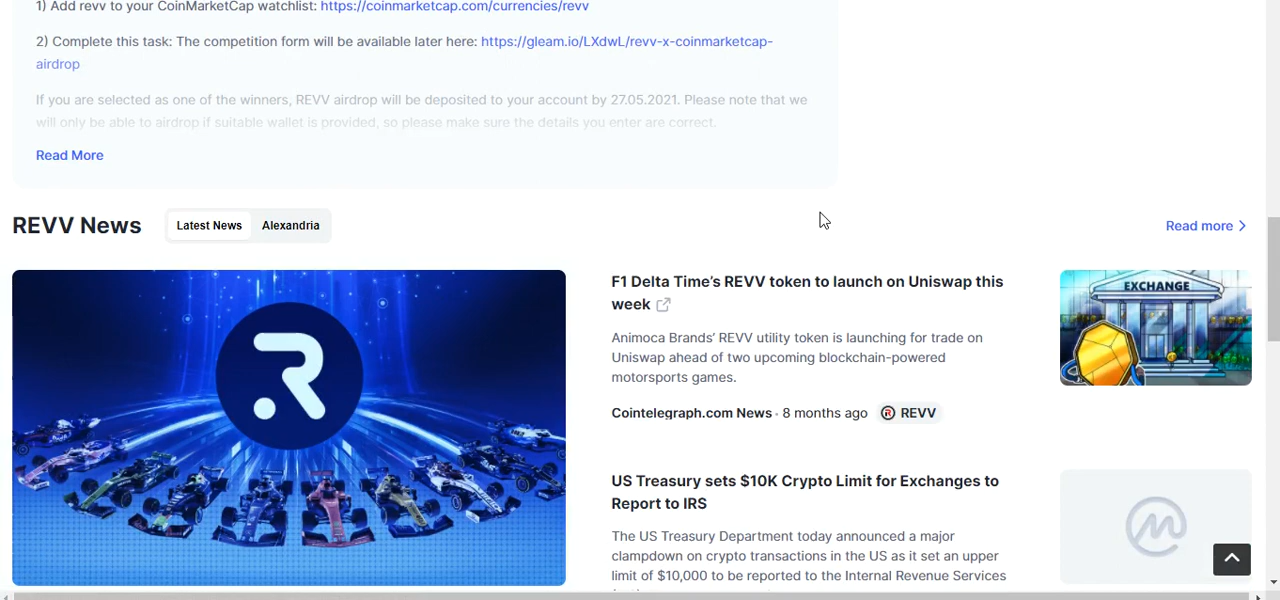 1) Add revv to your CoinMarketCap watchlist: https://coinmarketcap.com/currencies/revv
2) Complete this task: The competition form will be available later here: https://gleam.io/LXdwL/revv-x-coinmarketcap-
airdrop
If you are selected as one of the winners, REVV airdrop will be deposited to your account by 27.05.2021. Please note that we
will only be able to airdrop if suitable wallet is provided, so please make sure the details you enter are correct.
Read More
REVV News
Latest News
Alexandria
Read more
F1 Delta Time's REVV token to launch on Uniswap this
week
Animoca Brands' REVV utility token is launching for trade on
Uniswap ahead of two upcoming blockchain-powered
motorsports games.
Cointelegraph.com News · 8 months ago REVV
EXCHANGE
US Treasury sets $10K Crypto Limit for Exchanges to
Report to IRS
The US Treasury Department today announced a major
clampdown on crypto transactions in the US as it set an upper
limit of $10,000 to be reported to the Internal Revenue Services